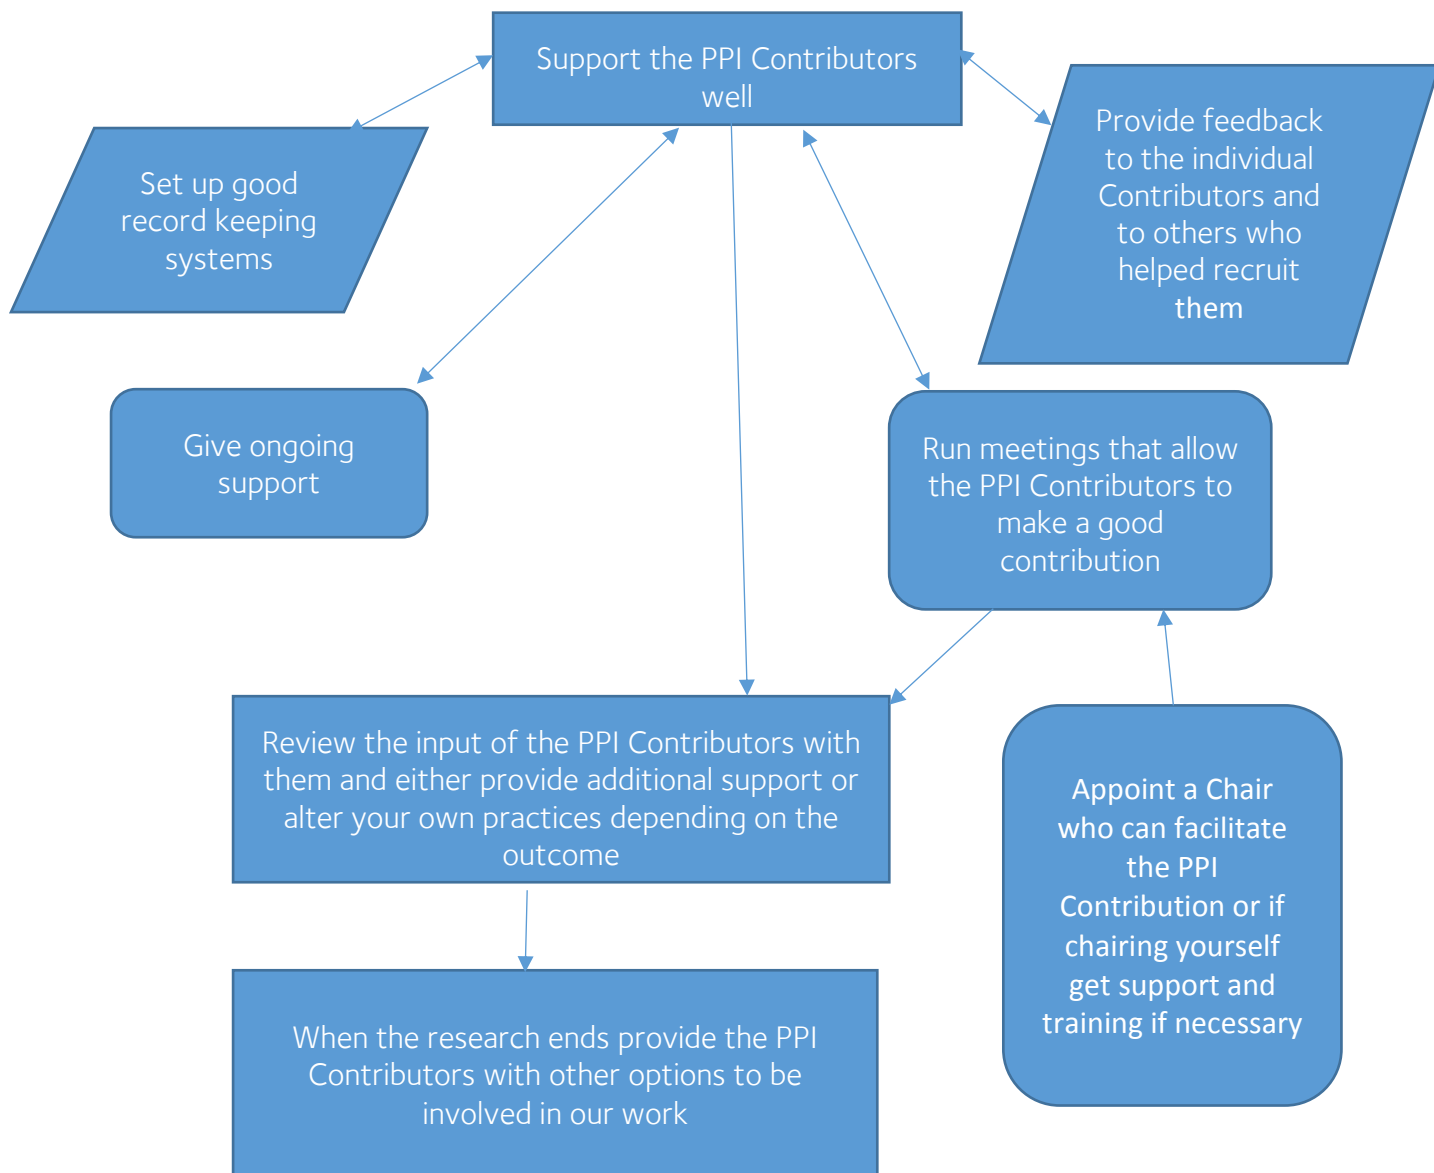 Support the PPI Contributors
well
Set up good
record keeping
systems
Provide feedback
to the individual
Contributors and
to others who
helped recruit
them
Give ongoing
support
Run meetings that allow
the PPI Contributors to
make a good
contribution
Review the input of the PPI Contributors with
them and either provide additional support or
alter your own practices depending on the
outcome
Appoint a Chair
who can facilitate
the PPI
Contribution or if
chairing yourself
get support and
training if necessary
When the research ends provide the PPI
Contributors with other options to be
involved in our work